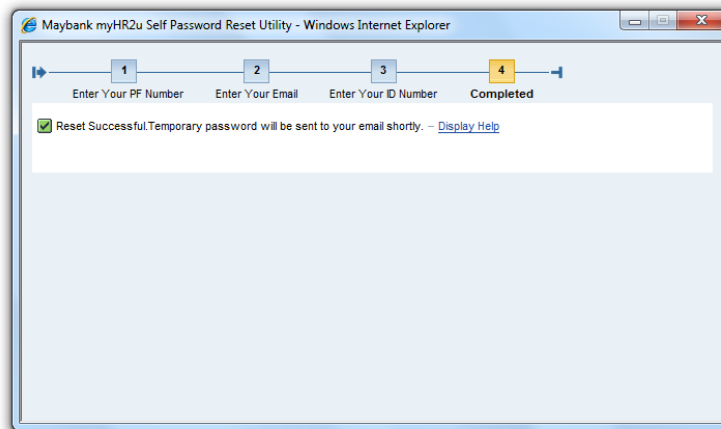 Maybank myHR2u Self Password Reset Utility - Windows Internet Explorer
1 2 3 4
Enter Your PF Number Enter Your Email Enter Your ID Number Completed
Reset Successful.Temporary password will be sent to your email shortly. – Display Help